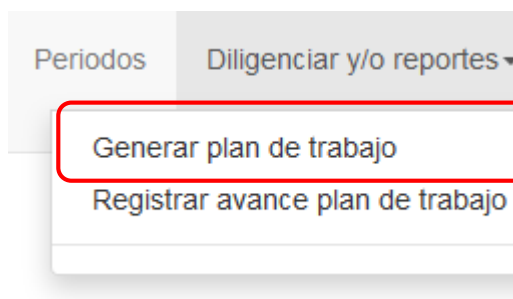 Periodos Diligenciar y/o reportes
Generar plan de trabajo
Registrar avance plan de trabajo